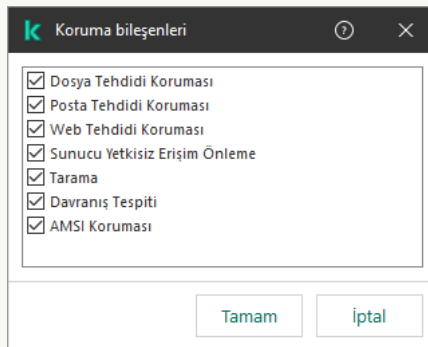 Koruma bileşenleri
Dosya Tehdidi Koruması
Posta Tehdidi Koruması
Web Tehdidi Koruması
Sunucu Yetkisiz Erişim Önleme
Tarama
Davranış Tespiti
AMSI Koruması
Tamam İptal